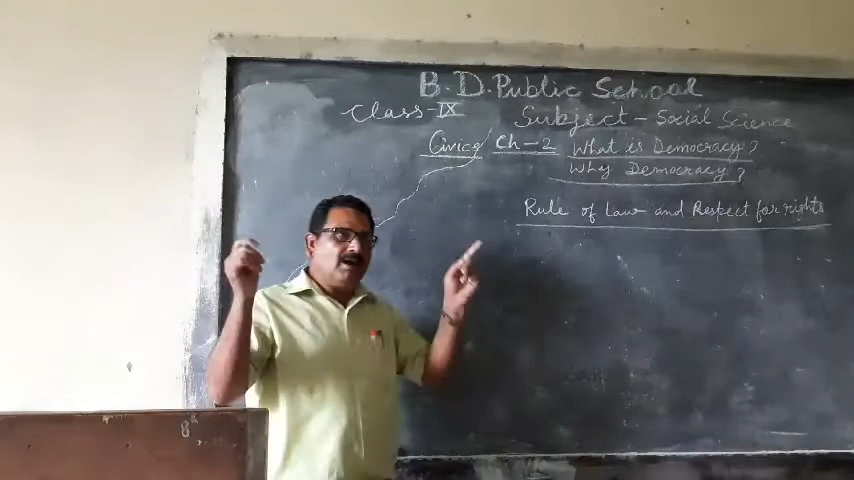 B.D.Public School
Class-IX Subject - Social Science
Civics Ch-2 What is Democracy?
Why Democracy?
Rule of Law and Respect for rights
8th